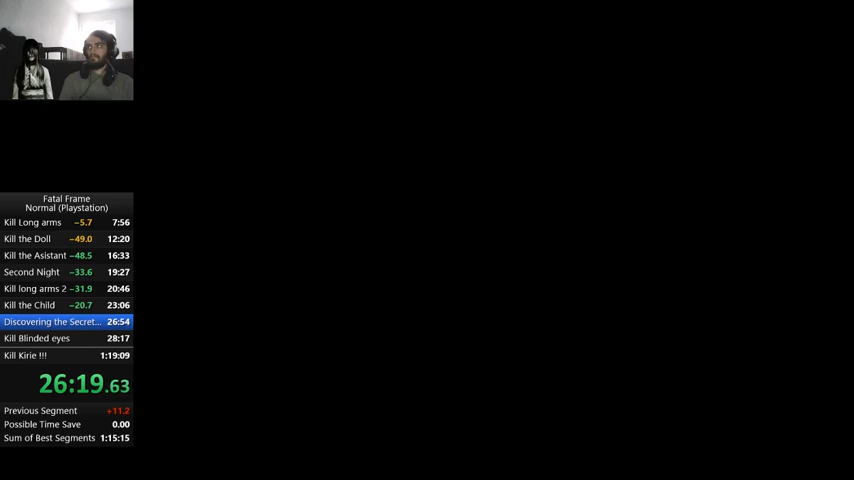 Fatal Frame
Normal (Playstation)
Kill Long arms −5.7 7:56
Kill the Doll −49.0 12:20
Kill the Asistant −48.5 16:33
Second Night −33.6 19:27
Kill long arms 2 −31.9 20:46
Kill the Child −20.7 23:06
Discovering the Secret... 26:54
Kill Blinded eyes 28:17
Kill Kirie !!! 1:19:09
26:19.63
Previous Segment +11.2
Possible Time Save 0.00
Sum of Best Segments 1:15:15